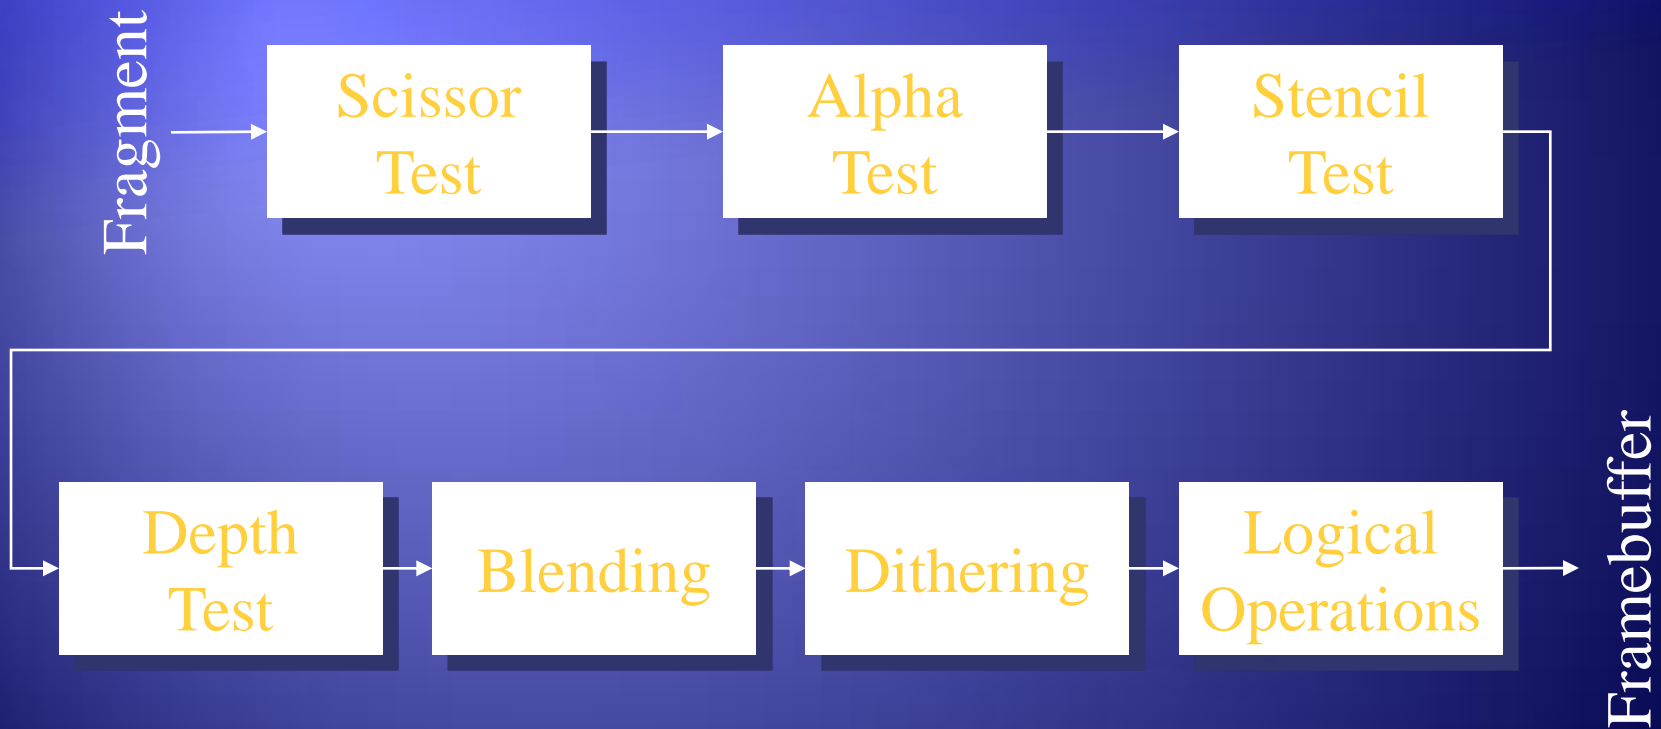 Fragment
Scissor
Test
Alpha
Test
Stencil
Test
Depth
Test
Blending
Dithering
Logical
Operations
Framebuffer